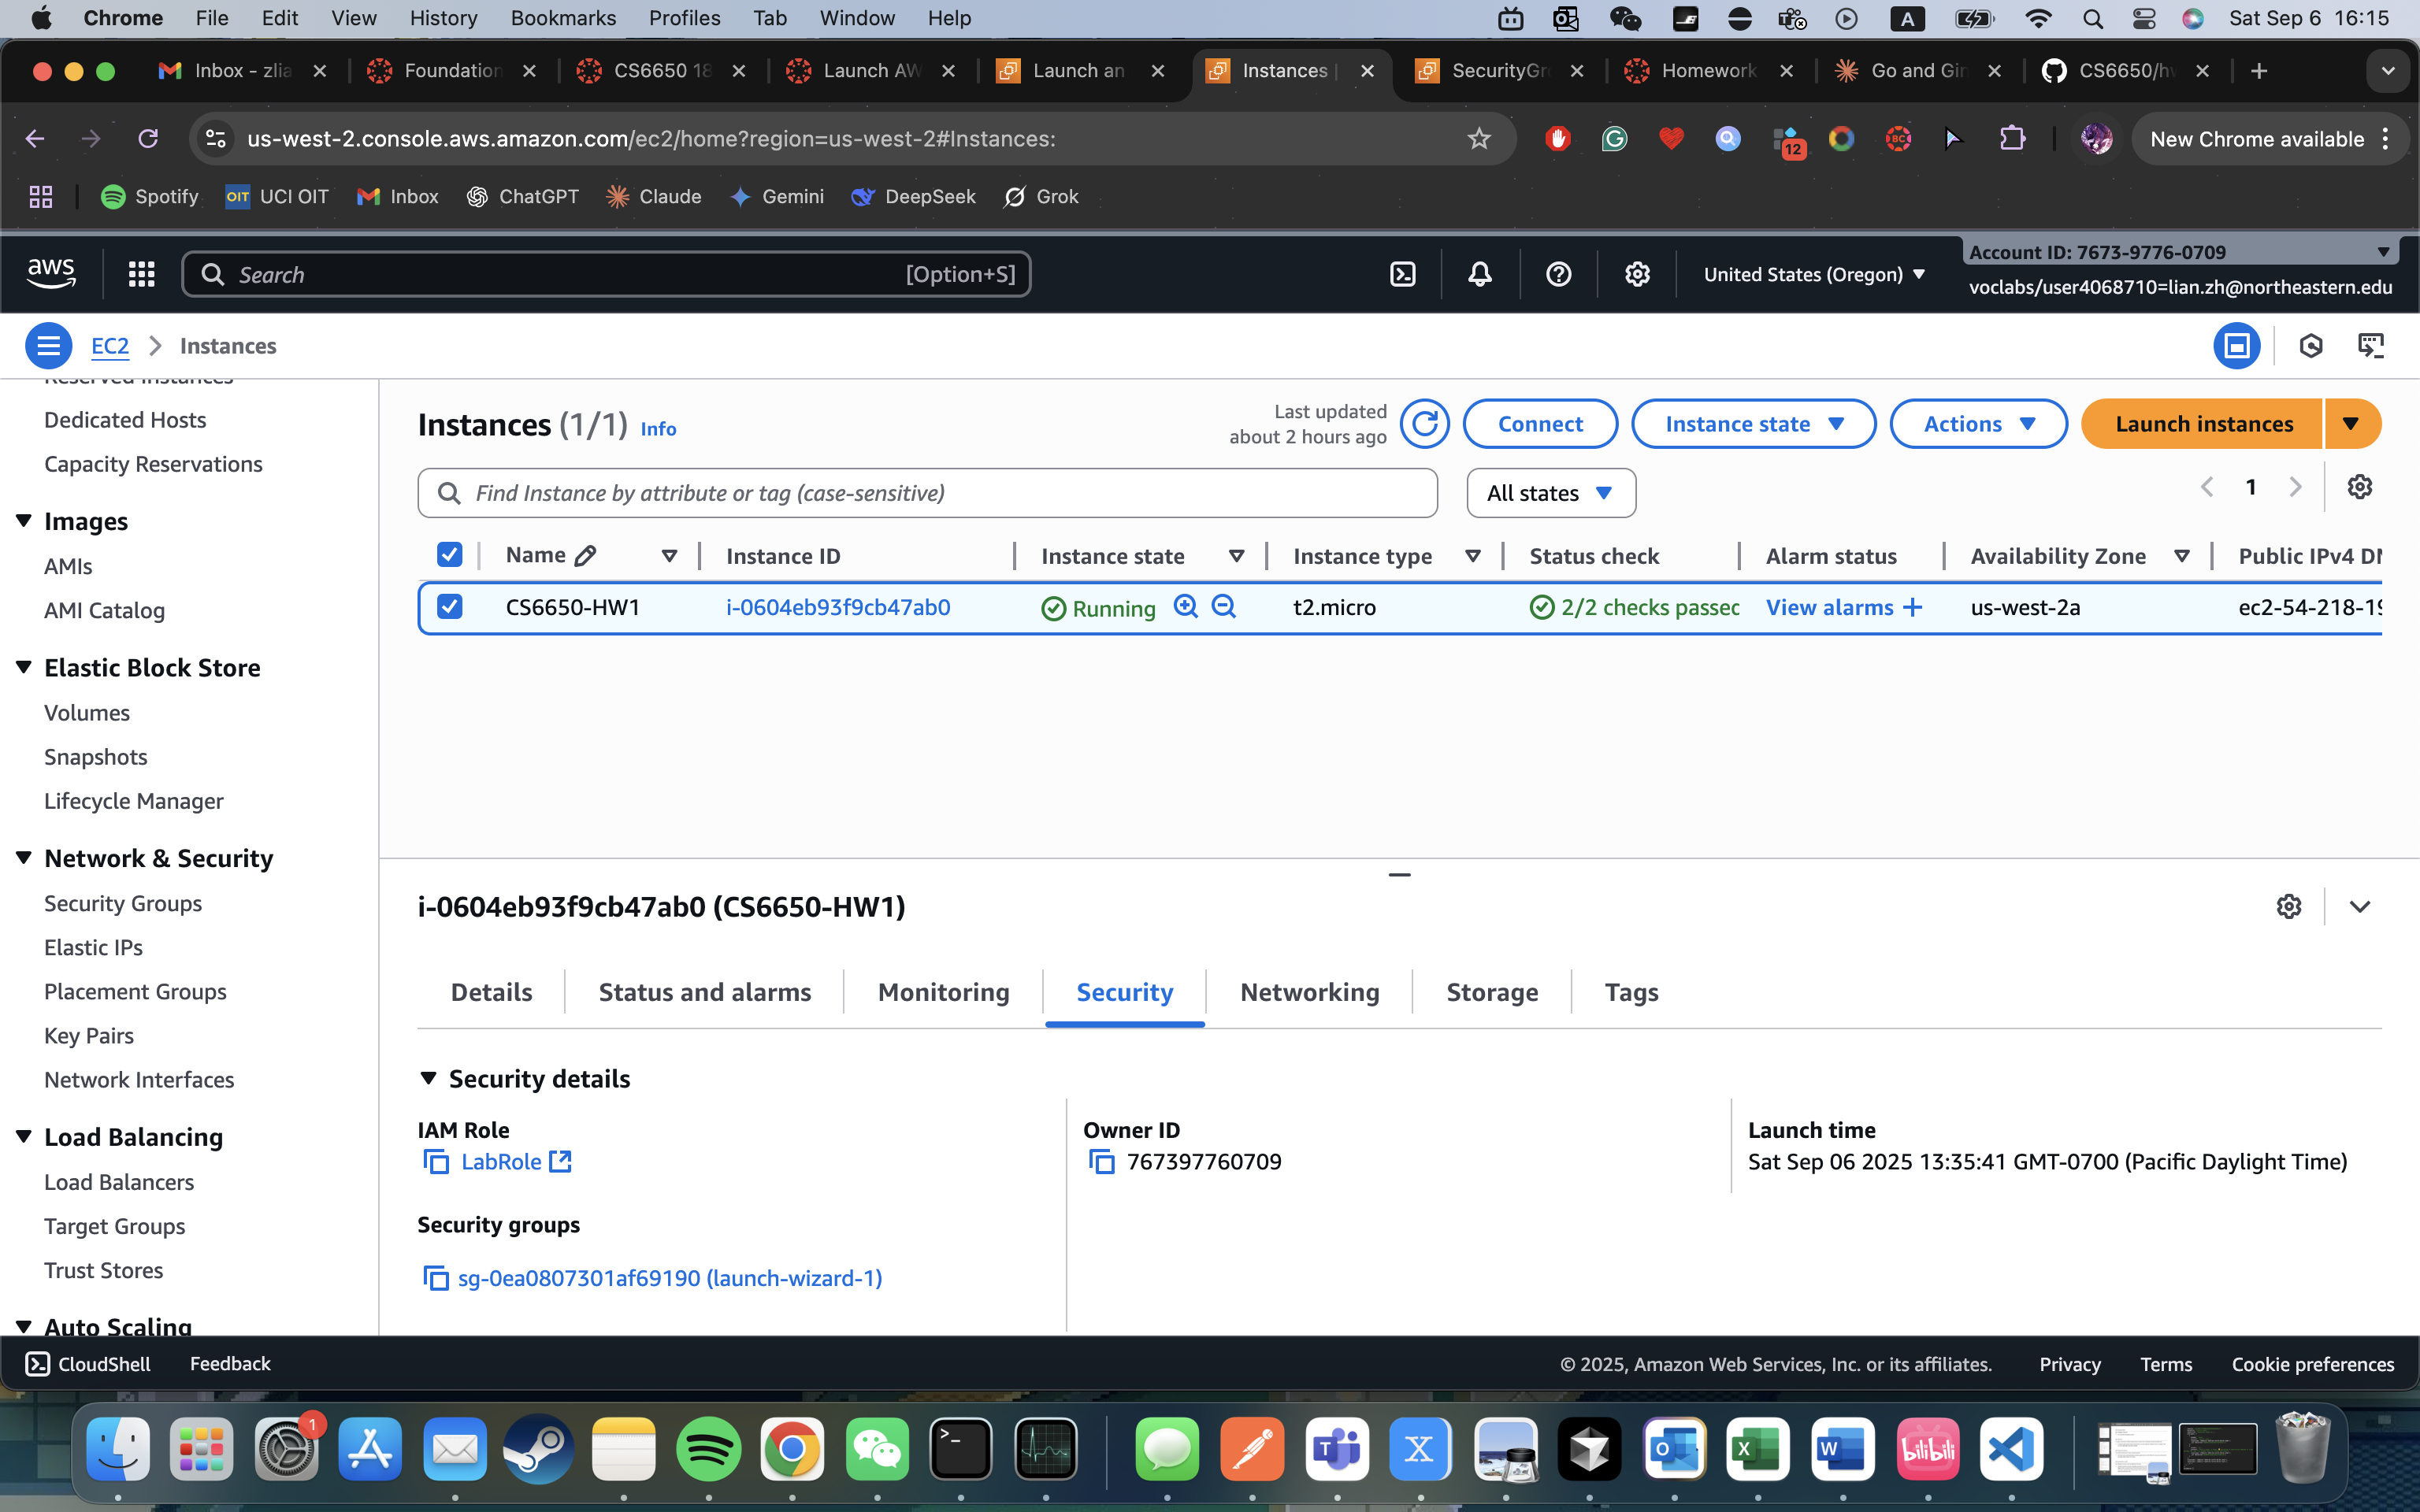 Chrome File Edit View History Bookmarks Profiles Tab Window Help A Sat Sep 6 16:15
Inbox - zlia Foundation CS6650 18 Launch AW Launch an Instances SecurityGr Homework Go and Gin CS6650/h
us-west-2.console.aws.amazon.com/ec2/home?region=us-west-2#Instances: 12 New Chrome available
Spotify OIT UCI OIT Inbox ChatGPT Claude Gemini DeepSeek Grok
aws Search [Option+S] United States (Oregon) Account ID: 7673-9776-0709
voclabs/user4068710=lian.zh@northeastern.edu
EC2 Instances
Reserved Instances
Dedicated Hosts
Capacity Reservations
Images
AMIs
AMI Catalog
Elastic Block Store
Volumes
Snapshots
Lifecycle Manager
Network & Security
Security Groups
Elastic IPs
Placement Groups
Key Pairs
Network Interfaces
Load Balancing
Load Balancers
Target Groups
Trust Stores
Auto Scaling
Instances (1/1) Info
Last updated
about 2 hours ago
Connect Instance state Actions Launch instances
Find Instance by attribute or tag (case-sensitive) All states 1
Name Instance ID Instance state Instance type Status check Alarm status Availability Zone Public IPv4 DN
CS6650-HW1 i-0604eb93f9cb47ab0 Running t2.micro 2/2 checks passec View alarms + us-west-2a ec2-54-218-19
i-0604eb93f9cb47ab0 (CS6650-HW1)
Details Status and alarms Monitoring Security Networking Storage Tags
Security details
IAM Role
LabRole
Owner ID
767397760709
Launch time
Sat Sep 06 2025 13:35:41 GMT-0700 (Pacific Daylight Time)
Security groups
sg-0ea0807301af69190 (launch-wizard-1)
CloudShell Feedback © 2025, Amazon Web Services, Inc. or its affiliates. Privacy Terms Cookie preferences
1 bilibili